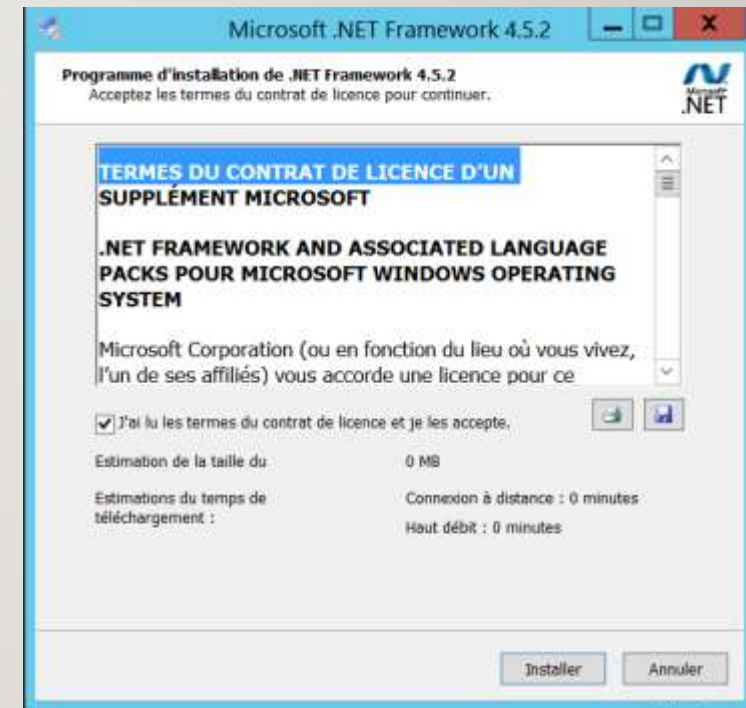 Microsoft .NET Framework 4.5.2
Programme d'installation de .NET Framework 4.5.2
Acceptez les termes du contrat de licence pour continuer.
Microsoft
.NET
TERMES DU CONTRAT DE LICENCE D'UN
SUPPLÉMENT MICROSOFT
.NET FRAMEWORK AND ASSOCIATED LANGUAGE
PACKS POUR MICROSOFT WINDOWS OPERATING
SYSTEM
Microsoft Corporation (ou en fonction du lieu où vous vivez,
l'un de ses affiliés) vous accorde une licence pour ce
J'ai lu les termes du contrat de licence et je les accepte.
Estimation de la taille du 0 MB
Estimations du temps de Connexion à distance : 0 minutes
téléchargement :
Haut débit : 0 minutes
Installer Annuler